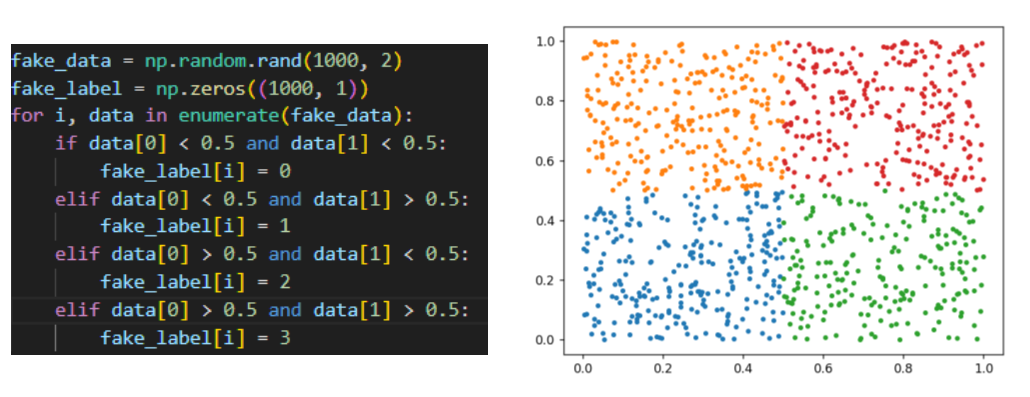 fake_data = np.random.rand(1000, 2)
fake_label = np.zeros((1000, 1))
for i, data in enumerate(fake_data):
    if data[0] < 0.5 and data[1] < 0.5:
        fake_label[i] = 0
    elif data[0] < 0.5 and data[1] > 0.5:
        fake_label[i] = 1
    elif data[0] > 0.5 and data[1] < 0.5:
        fake_label[i] = 2
    elif data[0] > 0.5 and data[1] > 0.5:
        fake_label[i] = 3
1.0
0.8
0.6
0.4
0.2
0.0
0.0 0.2 0.4 0.6 0.8 1.0